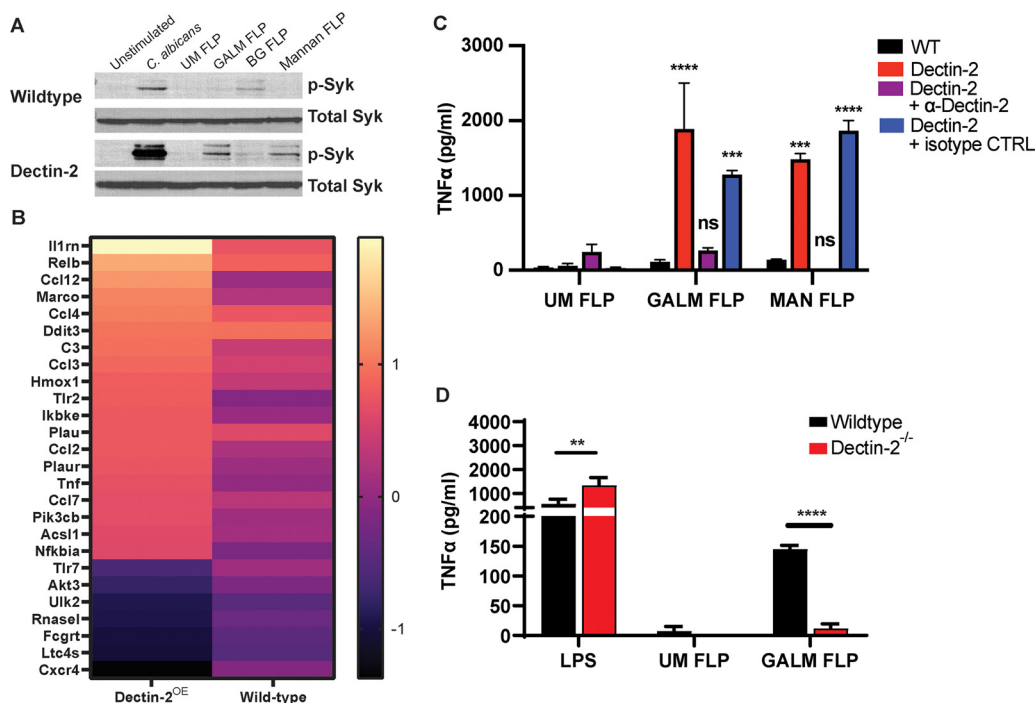 A
Unstimulated
C. albicans
UM FLP
GALM FLP
BG FLP
Mannan FLP
Wildtype
p-Syk
Total Syk
Dectin-2
p-Syk
Total Syk
B
Il1rn
Relb
Ccl12
Marco
Ccl4
Ddit3
C3
Ccl3
Hmox1
Tlr2
Ikbke
Plau
Ccl2
Plaur
Tnf
Ccl7
Pik3cb
Acsl1
Nfkbia
Tlr7
Akt3
Ulk2
Rnasel
Fcgrt
Ltc4s
Cxcr4
Dectin-2OE
Wild-type
1
0
-1
C
TNFα (pg/ml)
3000
2000
1000
0
****
ns
***
***
ns
****
UM FLP
GALM FLP
MAN FLP
WT
Dectin-2
Dectin-2
+ α-Dectin-2
Dectin-2
+ isotype CTRL
D
TNFα (pg/ml)
4000
3000
2000
1000
200
150
100
50
0
**
****
LPS
UM FLP
GALM FLP
Wildtype
Dectin-2-/-